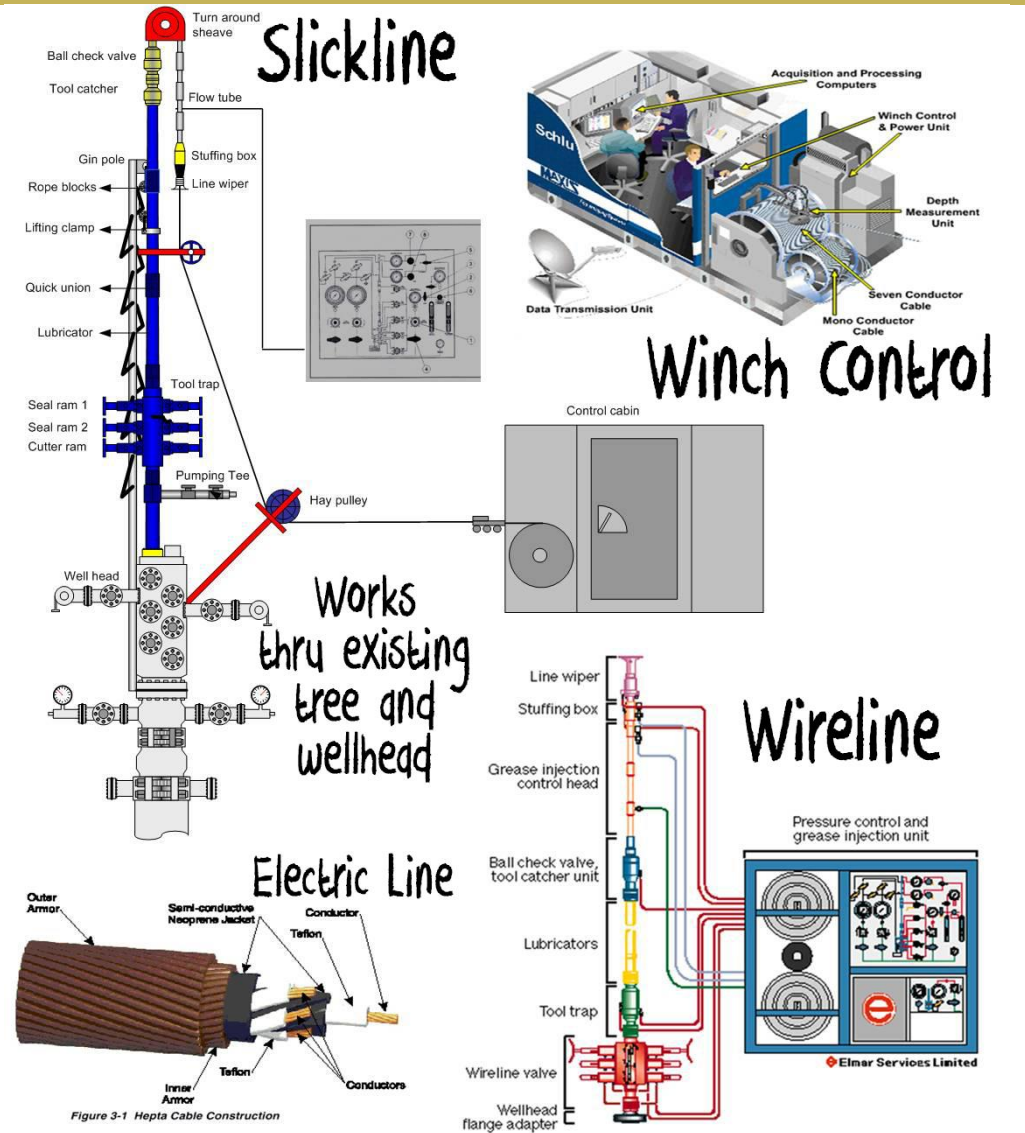 Slickline
Turn around
sheave
Ball check valve
Tool catcher
Flow tube
Stuffing box
Gin pole
Line wiper
Rope blocks
Lifting clamp
Quick union
Lubricator
Tool trap
Seal ram 1
Seal ram 2
Cutter ram
Pumping Tee
Hay pulley
Well head
Acquisition and Processing
Computers
Winch Control
& Power Unit
Schlu
MAXIS
Depth
Measurement
Unit
Seven Conductor
Cable
Mono Conductor
Cable
Data Transmission Unit
Winch Control
Control cabin
Works
thru existing
tree and
wellhead
Wireline
Line wiper
Stuffing box
Grease injection
control head
Pressure control and
grease injection unit
Ball check valve,
tool catcher unit
Lubricators
Tool trap
Wireline valve
Wellhead
flange adapter
e
Elmar Services Limited
Electric Line
Outer
Armor
Semi-conductive
Neoprene Jacket
Conductor
Teflon
Teflon
Inner
Armor
Conductors
Figure 3-1 Hepta Cable Construction